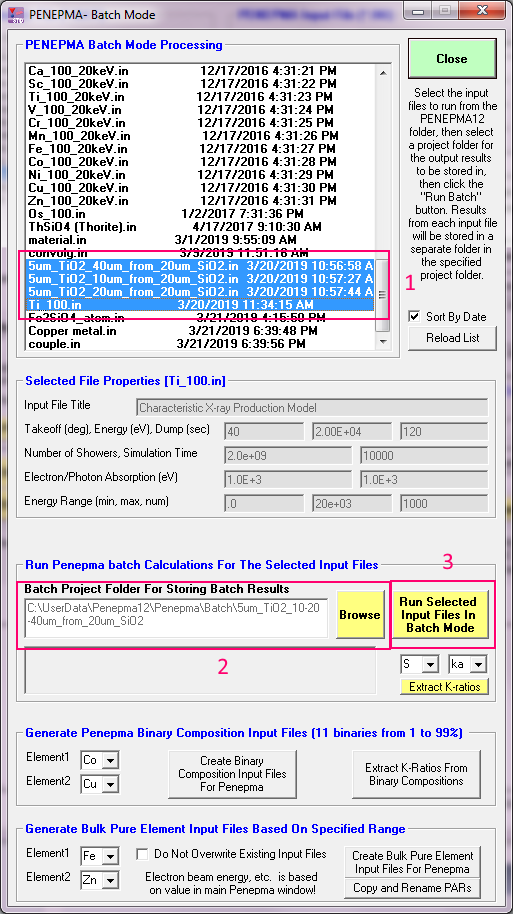 PENEPMA- Batch Mode
PENEPMA Batch Mode Processing
Ca_100_20keV.in 12/17/2016 4:31:21 PM
Sc_100_20keV.in 12/17/2016 4:31:22 PM
Ti_100_20keV.in 12/17/2016 4:31:23 PM
V_100_20keV.in 12/17/2016 4:31:24 PM
Cr_100_20keV.in 12/17/2016 4:31:25 PM
Mn_100_20keV.in 12/17/2016 4:31:26 PM
Fe_100_20keV.in 12/17/2016 4:31:27 PM
Co_100_20keV.in 12/17/2016 4:31:28 PM
Ni_100_20keV.in 12/17/2016 4:31:29 PM
Cu_100_20keV.in 12/17/2016 4:31:30 PM
Zn_100_20keV.in 12/17/2016 4:31:31 PM
Os_100.in 1/2/2017 7:31:36 PM
ThSiO4 (Thorite).in 4/17/2017 9:10:30 AM
material.in 3/1/2019 9:55:09 AM
convolg.in 3/9/2019 11:51:16 AM
5um_TiO2_40um_from_20um_SiO2.in 3/20/2019 10:56:58 A
5um_TiO2_10um_from_20um_SiO2.in 3/20/2019 10:57:27 A
5um_TiO2_20um_from_20um_SiO2.in 3/20/2019 10:57:44 A
Ti_100.in 3/20/2019 11:34:15 AM
Fe2SiO4_atom.in 3/21/2019 4:15:50 PM
Copper metal.in 3/21/2019 6:39:48 PM
couple.in 3/21/2019 6:39:56 PM
Close
Select the input
files to run from the
PENEPMA12
folder, then select
a project folder for
the output results
to be stored in,
then click the
"Run Batch"
button. Results
from each input file
will be stored in a
separate folder in
the specified
project folder.
1
Sort By Date
Reload List
Selected File Properties [Ti_100.in]
Input File Title Characteristic X-ray Production Model
Takeoff (deg), Energy (eV), Dump (sec) 40 2.00E+04 120
Number of Showers, Simulation Time 2.0e+09 10000
Electron/Photon Absorption (eV) 1.0E+3 1.0E+3
Energy Range (min, max, num) .0 20e+03 1000
Run Penepma batch Calculations For The Selected Input Files
3
Batch Project Folder For Storing Batch Results
C:\UserData\Penepma12\Penepma\Batch\5um_TiO2_10-20
-40um_from_20um_SiO2
Browse
Run Selected
Input Files In
Batch Mode
2
S ka
Extract K-ratios
Generate Penepma Binary Composition Input Files (11 binaries from 1 to 99%)
Element1 Co
Element2 Cu
Create Binary
Composition Input Files
For Penepma
Extract K-Ratios From
Binary Compositions
Generate Bulk Pure Element Input Files Based On Specified Range
Element1 Fe
Element2 Zn
Do Not Overwrite Existing Input Files
Electron beam energy, etc. is based
on value in main Penepma window!
Create Bulk Pure Element
Input Files For Penepma
Copy and Rename PARs